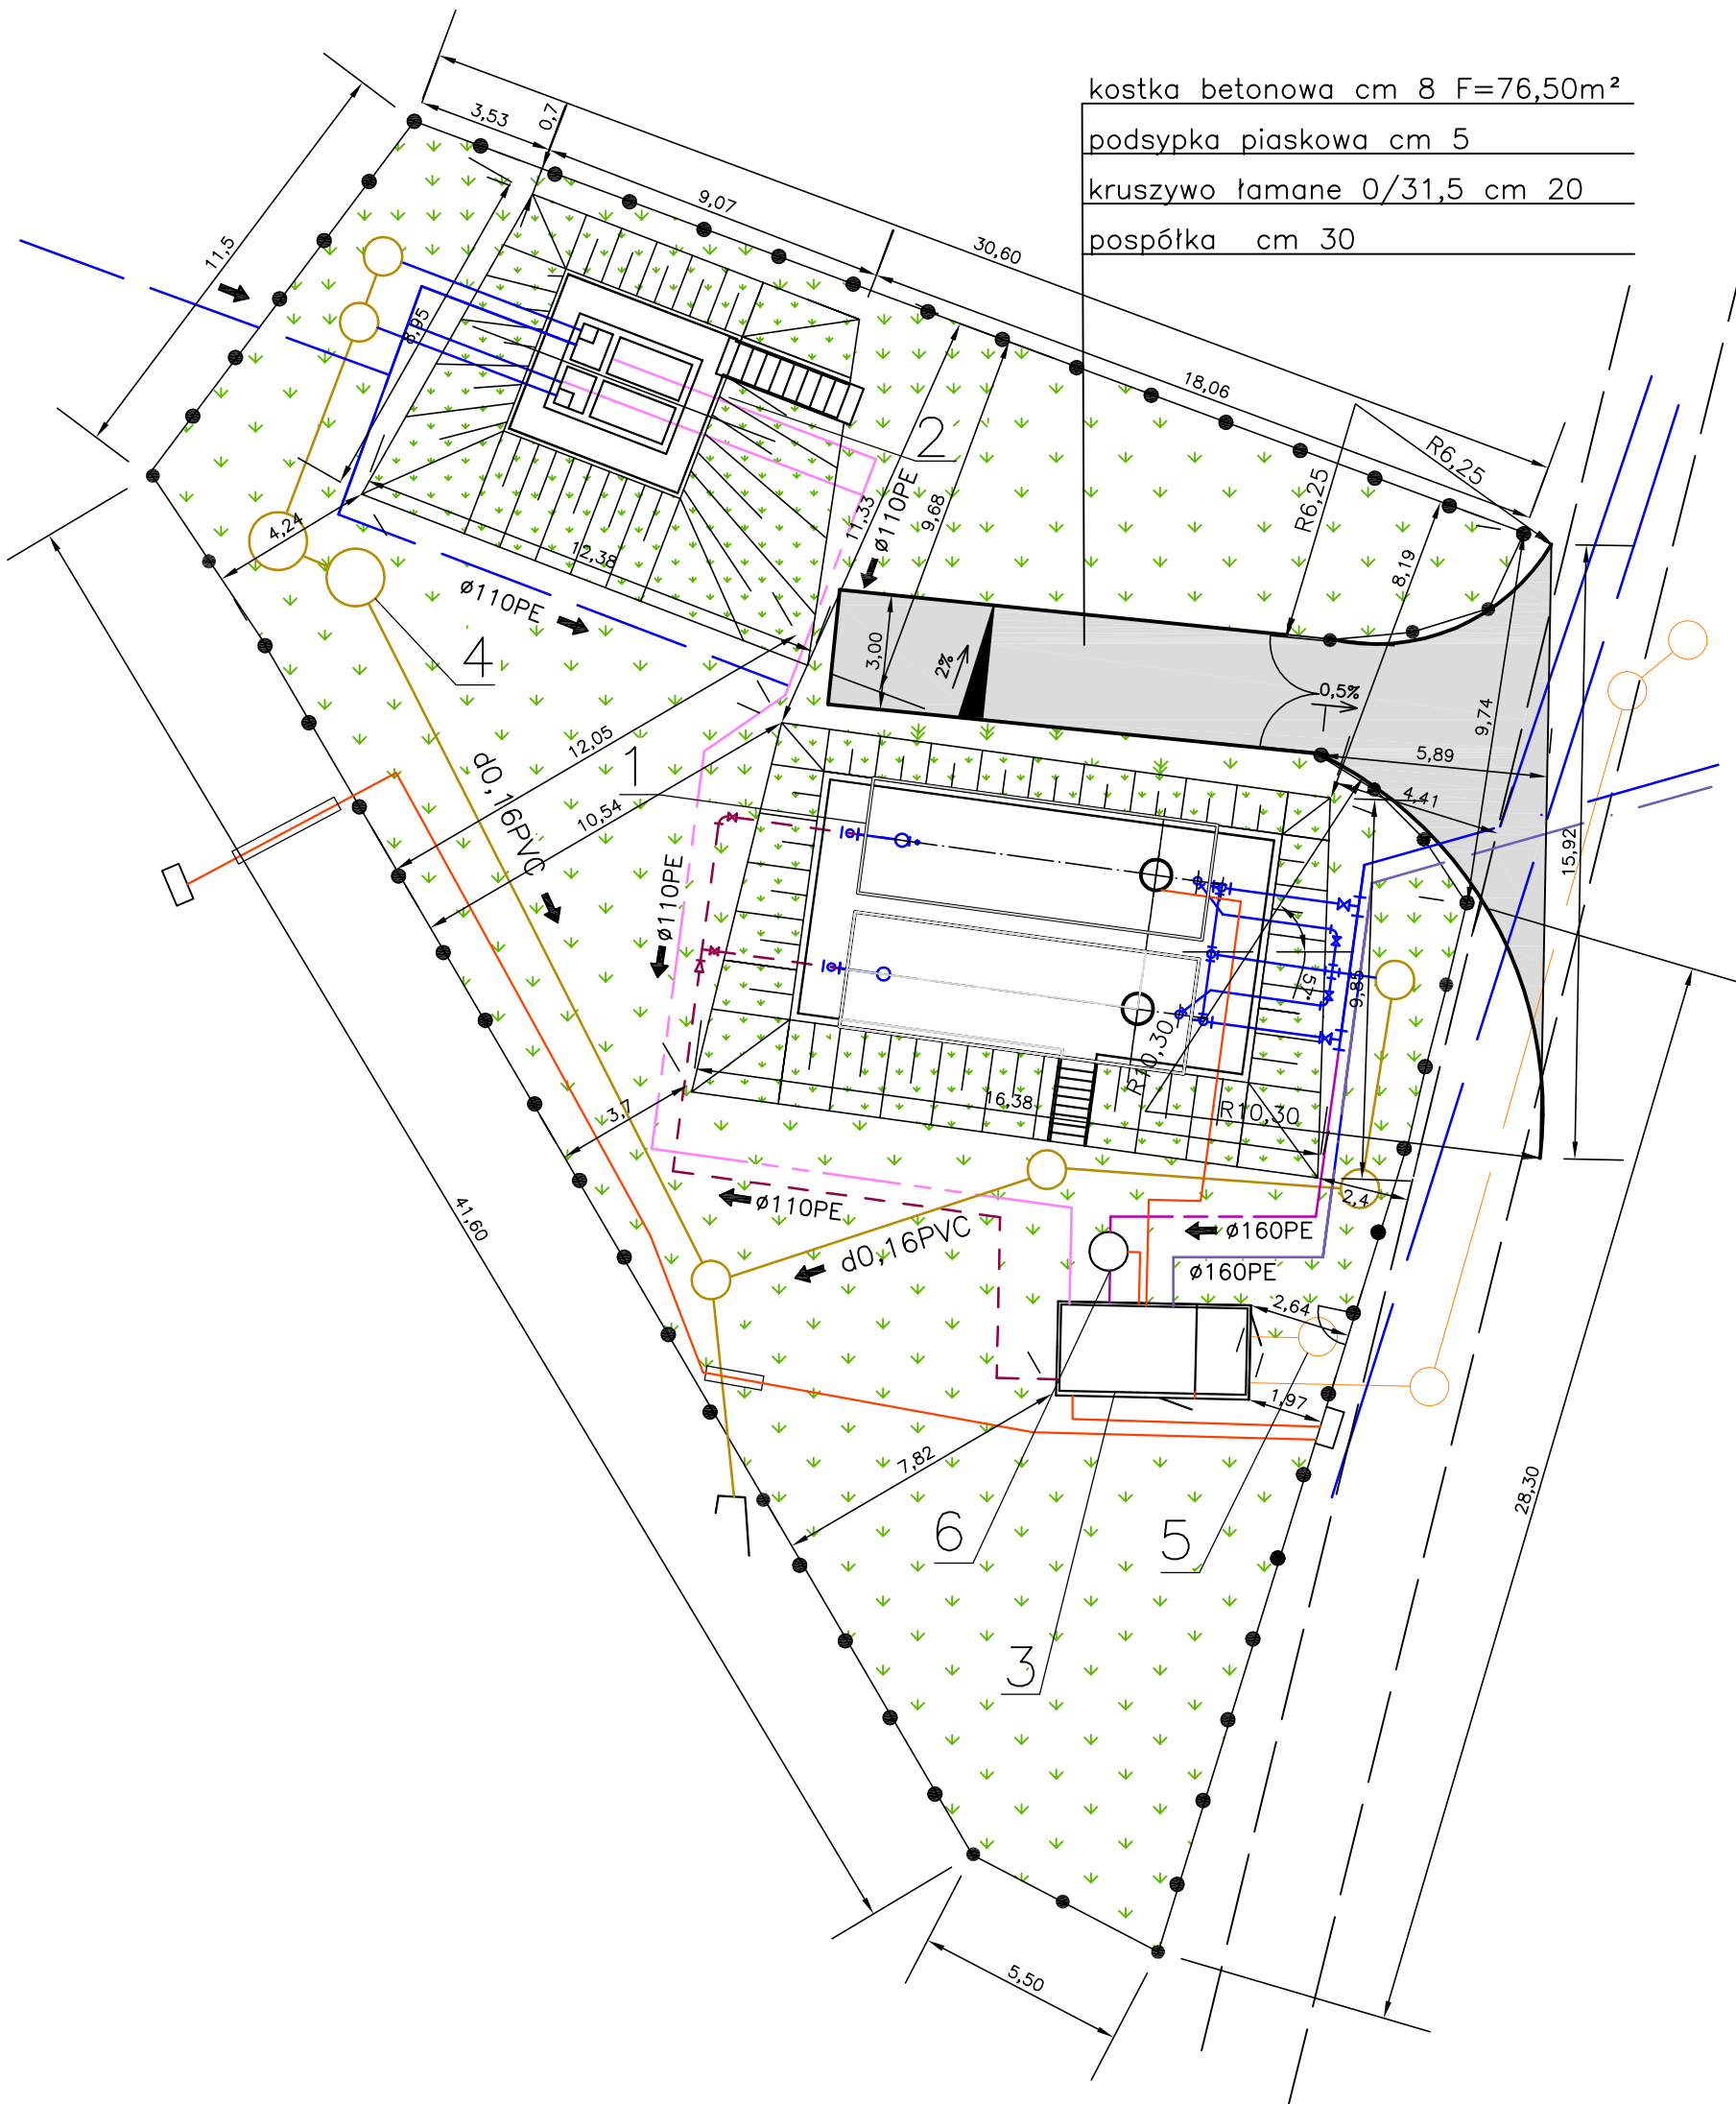 kostka betonowa cm 8 F=76,50m²
podsypka piaskowa cm 5
kruszywo łamane 0/31,5 cm 20
pospółka cm 30
3,53
0,7
9,07
30,60
11,5
8,95
18,06
2
R6,25
R6,25
11,33
ø110PE
9,68
4,24
12,38
8,19
ø110PE
4
3,00
2%
0,5%
9,74
5,89
12,05
1
10,54
4,41
15,92
d0,16PVC
ø110PE
9,85
R10,30
16,38
R10,30
3,7
2,4
41,60
ø110PE
d0,16PVC
ø160PE
ø160PE
2,64
1,97
7,82
28,30
6
5
3
5,50